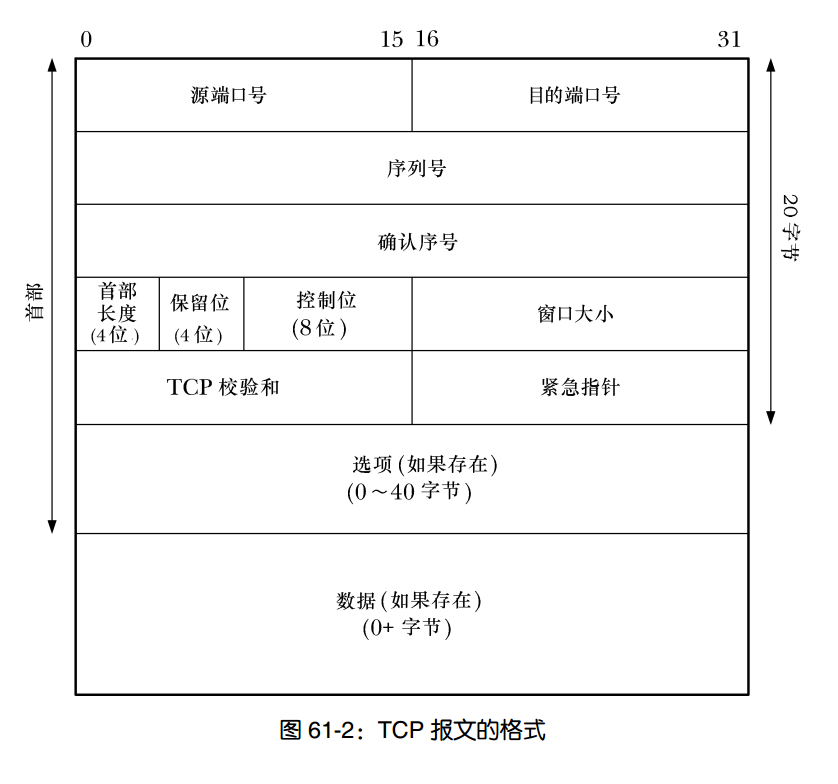 0 15 16 31
源端口号 目的端口号
序列号
确认序号
首部
长度
(4位)
保留位
(4位)
控制位
(8位)
窗口大小
TCP 校验和 紧急指针
选项(如果存在)
(0～40 字节)
数据(如果存在)
(0+ 字节)
首部
20字节
图 61-2：TCP 报文的格式